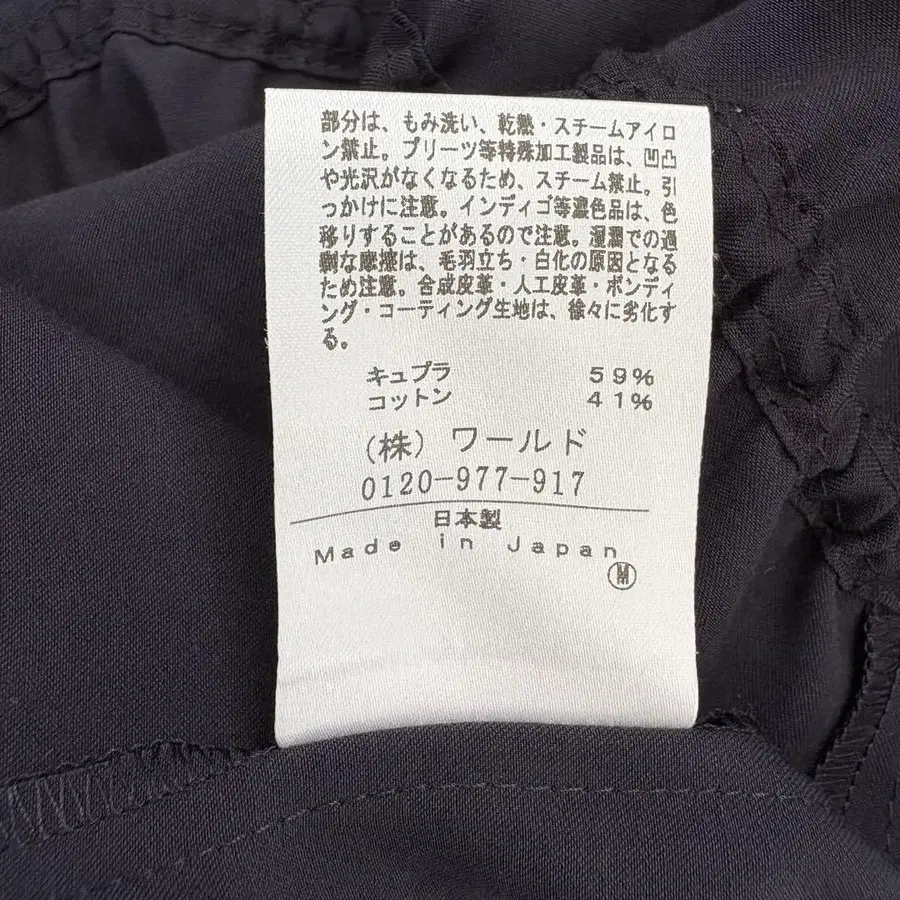 部分は、もみ洗い、乾熱・スチームアイロ
ン禁止。プリーツ等特殊加工製品は、凹凸
や光沢がなくなるため、スチーム禁止。引
っかけに注意。インディゴ等濃色品は、色
移りすることがあるので注意。湿潤での過
剰な摩擦は、毛羽立ち・白化の原因となる
ため注意。合成皮革・人工皮革・ボンディ
ング・コーティング生地は、徐々に劣化す
る。
キュプラ 59%
コットン 41%
(株) ワールド
0120-977-917
日本製
Made in Japan
M